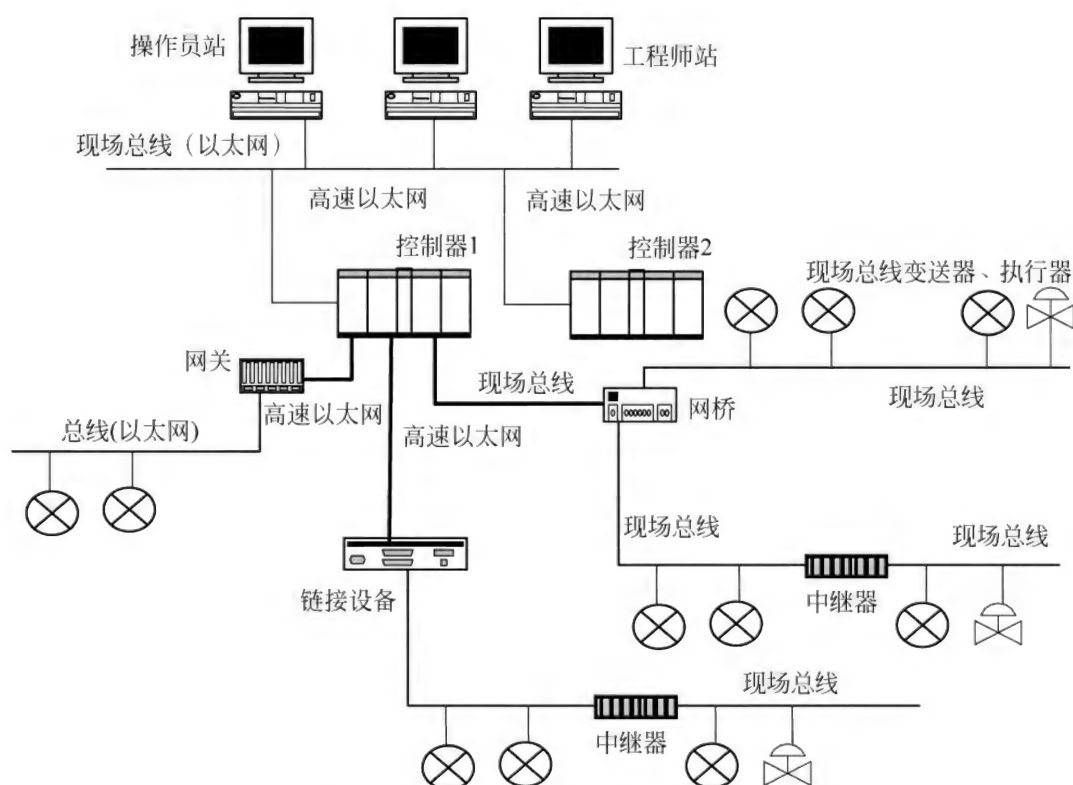 操作员站
工程师站
现场总线（以太网）
高速以太网
高速以太网
控制器1
控制器2
现场总线变送器、执行器
网关
现场总线
网桥
现场总线
高速以太网
高速以太网
总线(以太网)
现场总线
现场总线
链接设备
中继器
现场总线
中继器